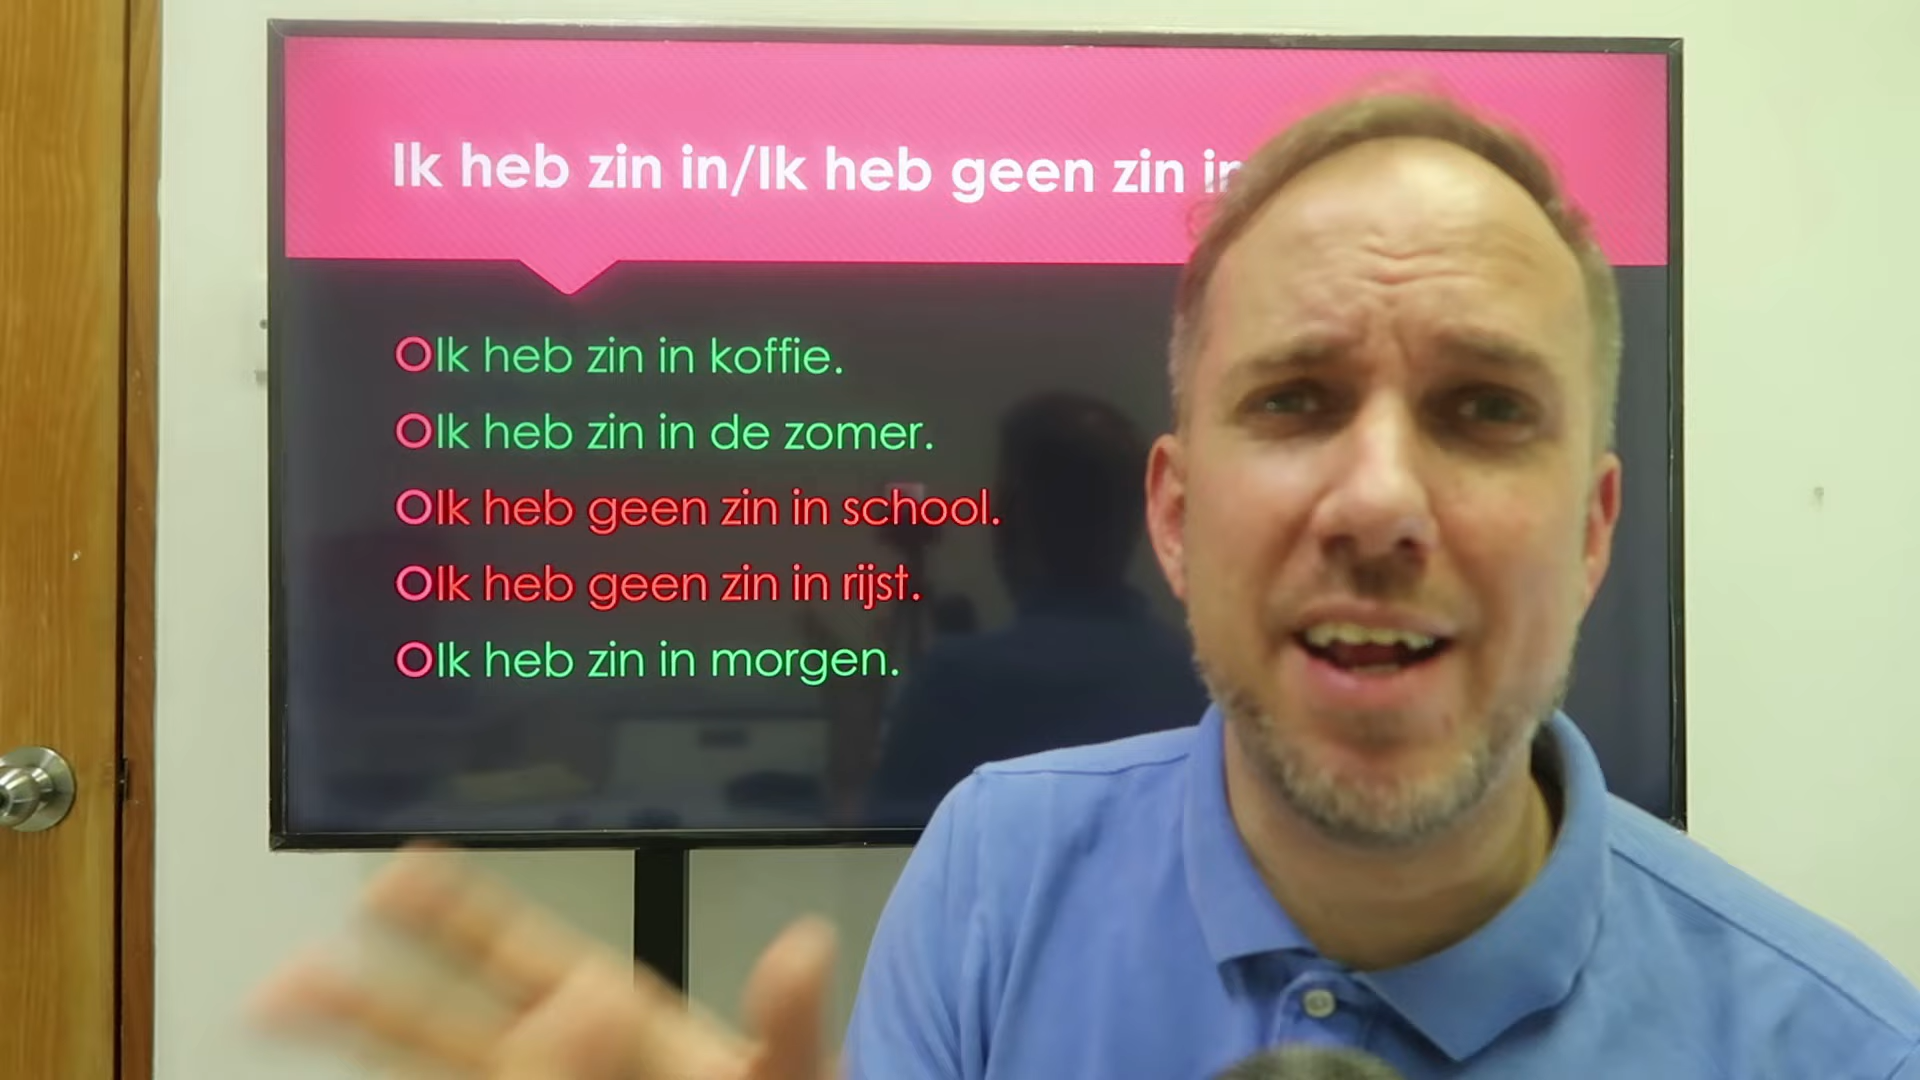 Ik heb zin in/Ik heb geen zin in
Ik heb zin in koffie.
Ik heb zin in de zomer.
Ik heb geen zin in school.
Ik heb geen zin in rijst.
Ik heb zin in morgen.